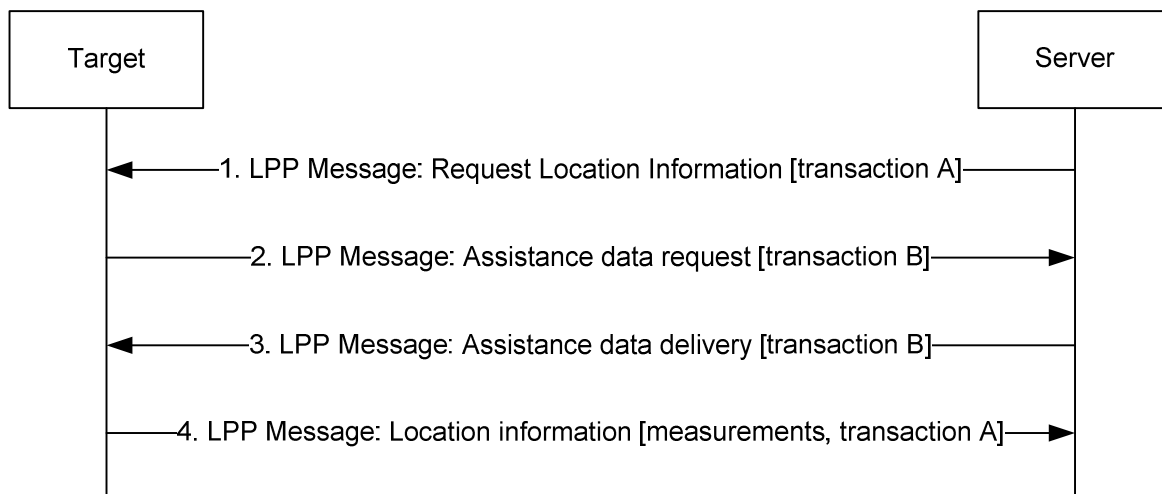 Target
Server
1. LPP Message: Request Location Information [transaction A]
2. LPP Message: Assistance data request [transaction B]
3. LPP Message: Assistance data delivery [transaction B]
4. LPP Message: Location information [measurements, transaction A]